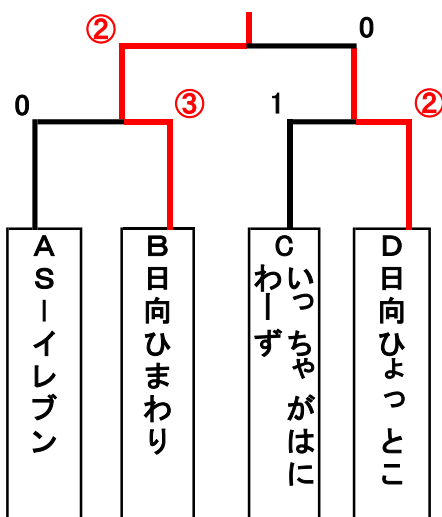 ② 0
0 ③ 1 ②
A S－イレブン
B 日向ひまわり
C いっちゃがはに
わーず
D 日向ひょっとこ